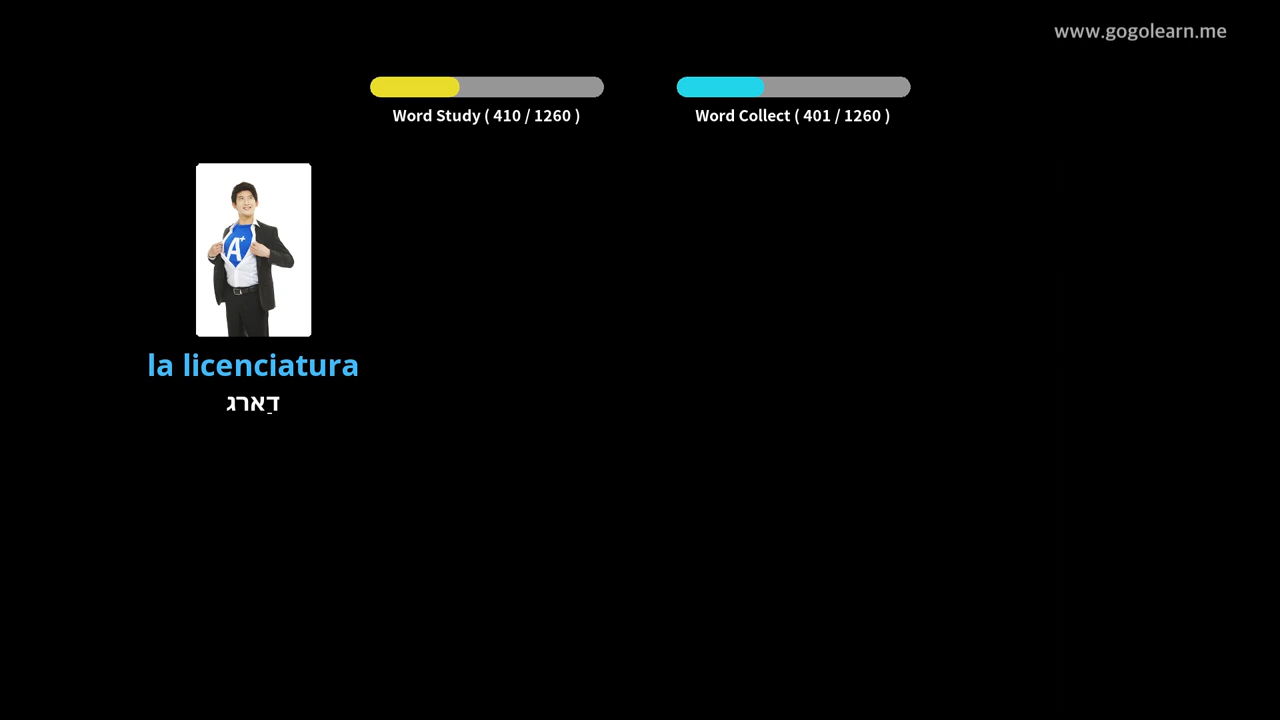 www.gogolearn.me
Word Study ( 410 / 1260 )
Word Collect ( 401 / 1260 )
A+
la licenciatura
דַארג